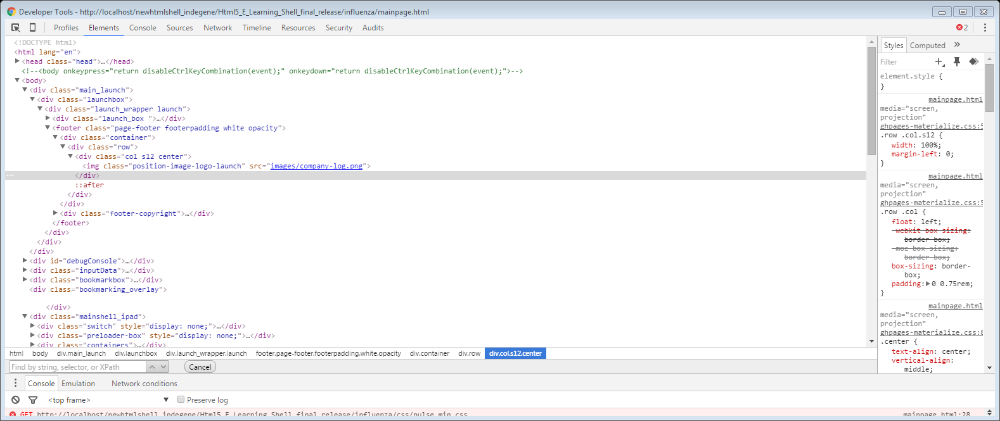 Developer Tools - http://localhost/newhtmlshell_indegene/Html5_E_Learning_Shell_final_release/influenza/mainpage.html
Profiles Elements Console Sources Network Timeline Resources Security Audits 2
<!DOCTYPE html>
<html lang="en">
<head class="head">…</head>
<!--<body onkeypress="return disableCtrlKeyCombination(event);" onkeydown="return disableCtrlKeyCombination(event);">-->
<body>
<div class="main_launch">
<div class="launchbox">
<div class="launch_wrapper launch">
<div class="launch_box ">…</div>
<footer class="page-footer footerpadding white opacity">
<div class="container">
<div class="row">
<div class="col s12 center">
<img class="position-image-logo-launch" src="images/company-log.png">
</div>
::after
</div>
</div>
<div class="footer-copyright">…</div>
</footer>
</div>
</div>
</div>
<div id="debugConsole">…</div>
<div class="inputData">…</div>
<div class="bookmarkbox">…</div>
<div class="bookmarking_overlay">
</div>
<div class="mainshell_ipad">
<div class="switch" style="display: none;">…</div>
<div class="preloader-box" style="display: none;">…</div>
<div class="containers">…</div>
html body div.main_launch div.launchbox div.launch_wrapper.launch footer.page-footer.footerpadding.white.opacity div.container div.row div.col.s12.center
Find by string, selector, or XPath Cancel
Styles Computed »
Filter
element.style {
}
mainpage.html
media="screen,
projection"
ghpages-materialize.css:5
.row .col.s12 {
width: 100%;
margin-left: 0;
}
mainpage.html
media="screen,
projection"
ghpages-materialize.css:5
.row .col {
float: left;
-webkit-box-sizing:
border-box;
-moz-box-sizing:
border-box;
box-sizing: border-
box;
padding: 0 0.75rem;
}
mainpage.html
media="screen,
projection"
ghpages-materialize.css:8
.center {
text-align: center;
vertical-align:
middle;
Console Emulation Network conditions
<top frame> Preserve log
GET http://localhost/newhtmlshell_indegene/Html5_E_Learning_Shell_final_release/influenza/css/pulse.min.css mainpage.html:28